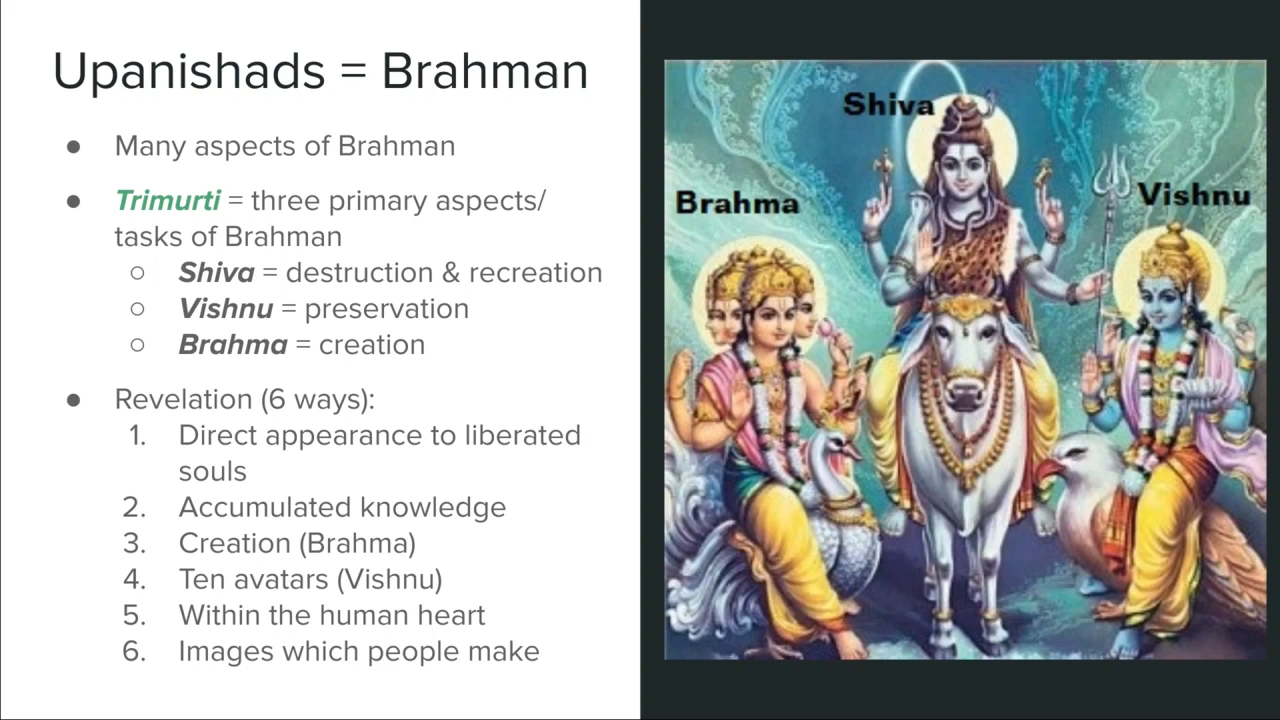 Upanishads = Brahman
● Many aspects of Brahman
● Trimurti = three primary aspects/
tasks of Brahman
○ Shiva = destruction & recreation
○ Vishnu = preservation
○ Brahma = creation
● Revelation (6 ways):
1. Direct appearance to liberated
souls
2. Accumulated knowledge
3. Creation (Brahma)
4. Ten avatars (Vishnu)
5. Within the human heart
6. Images which people make
Shiva
Brahma
Vishnu